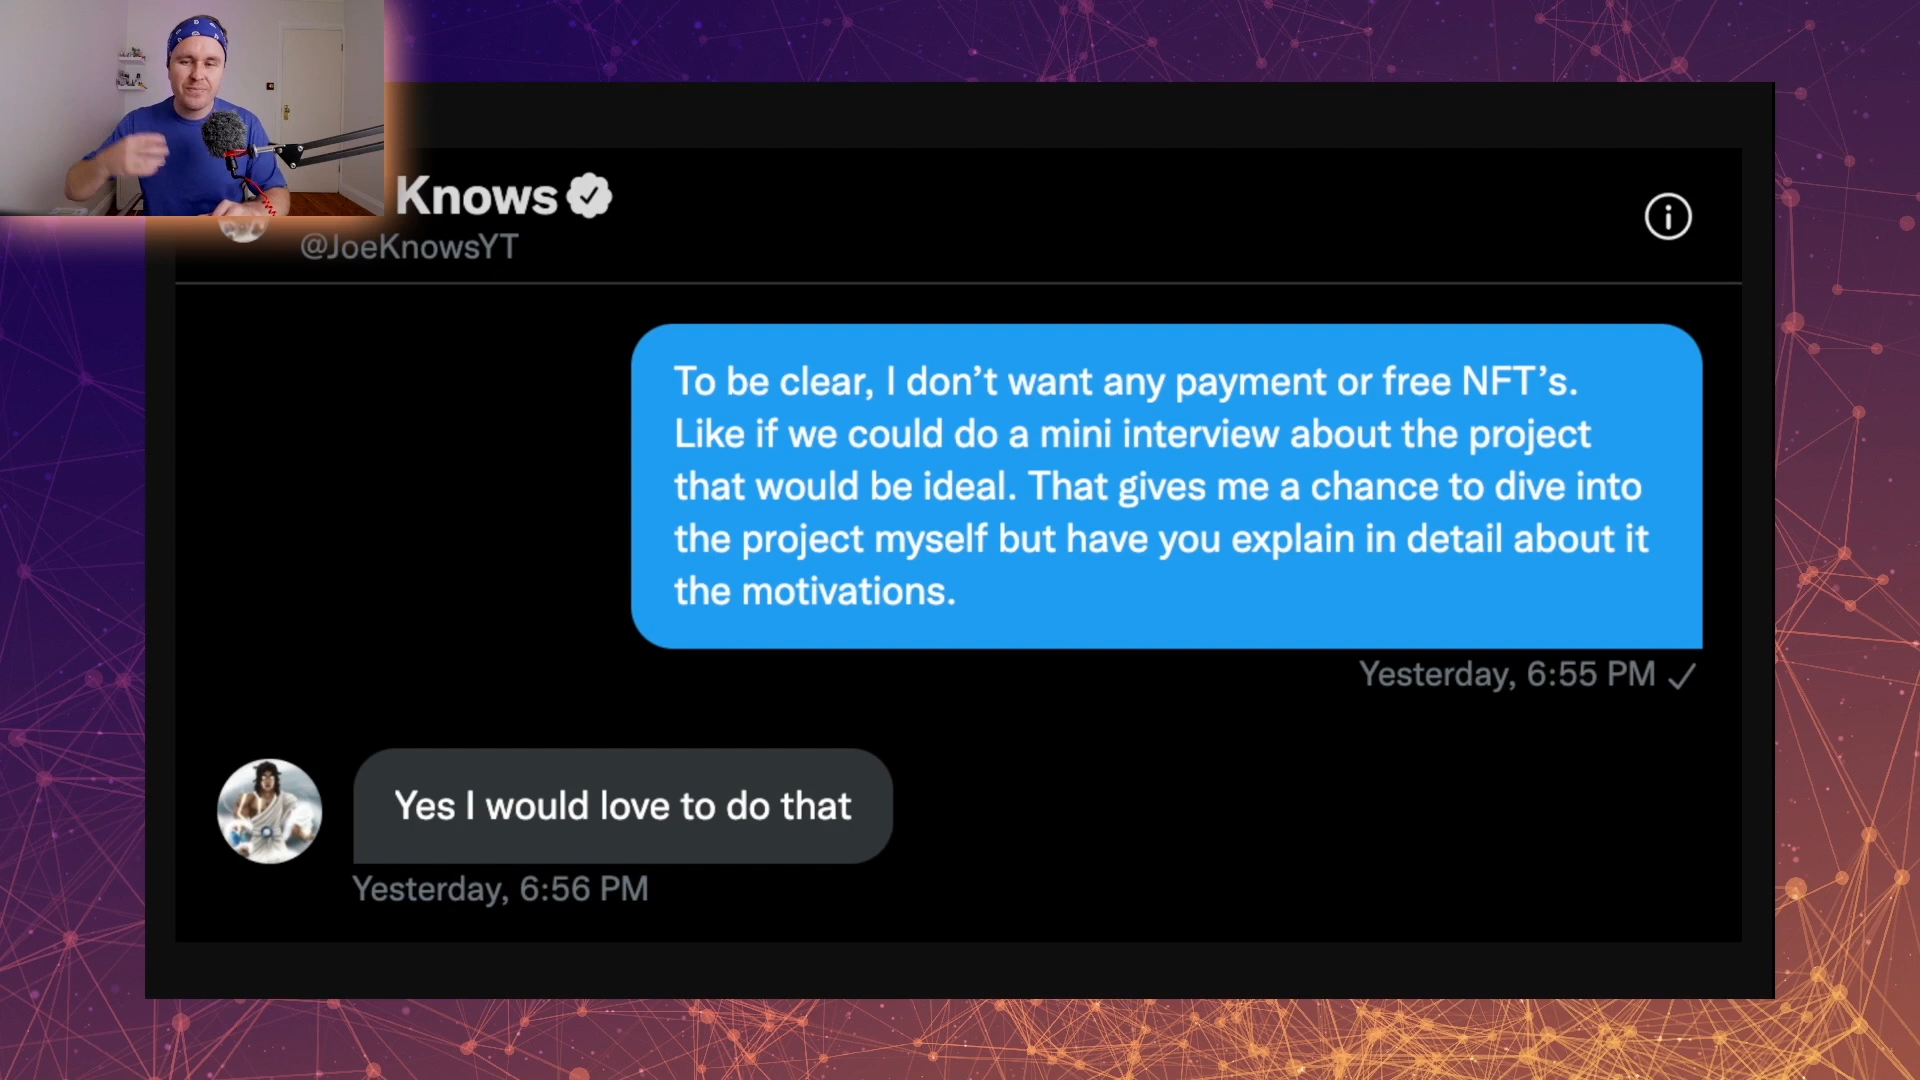 Knows
@JoeKnowsYT
To be clear, I don’t want any payment or free NFT’s.
Like if we could do a mini interview about the project
that would be ideal. That gives me a chance to dive into
the project myself but have you explain in detail about it
the motivations.
Yesterday, 6:55 PM
Yes I would love to do that
Yesterday, 6:56 PM